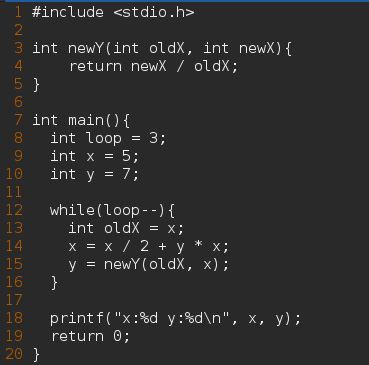 1 #include <stdio.h>
2
3 int newY(int oldX, int newX){
4     return newX / oldX;
5 }
6
7 int main(){
8   int loop = 3;
9   int x = 5;
10   int y = 7;
11
12   while(loop--){
13     int oldX = x;
14     x = x / 2 + y * x;
15     y = newY(oldX, x);
16   }
17
18   printf("x:%d y:%d\n", x, y);
19   return 0;
20 }